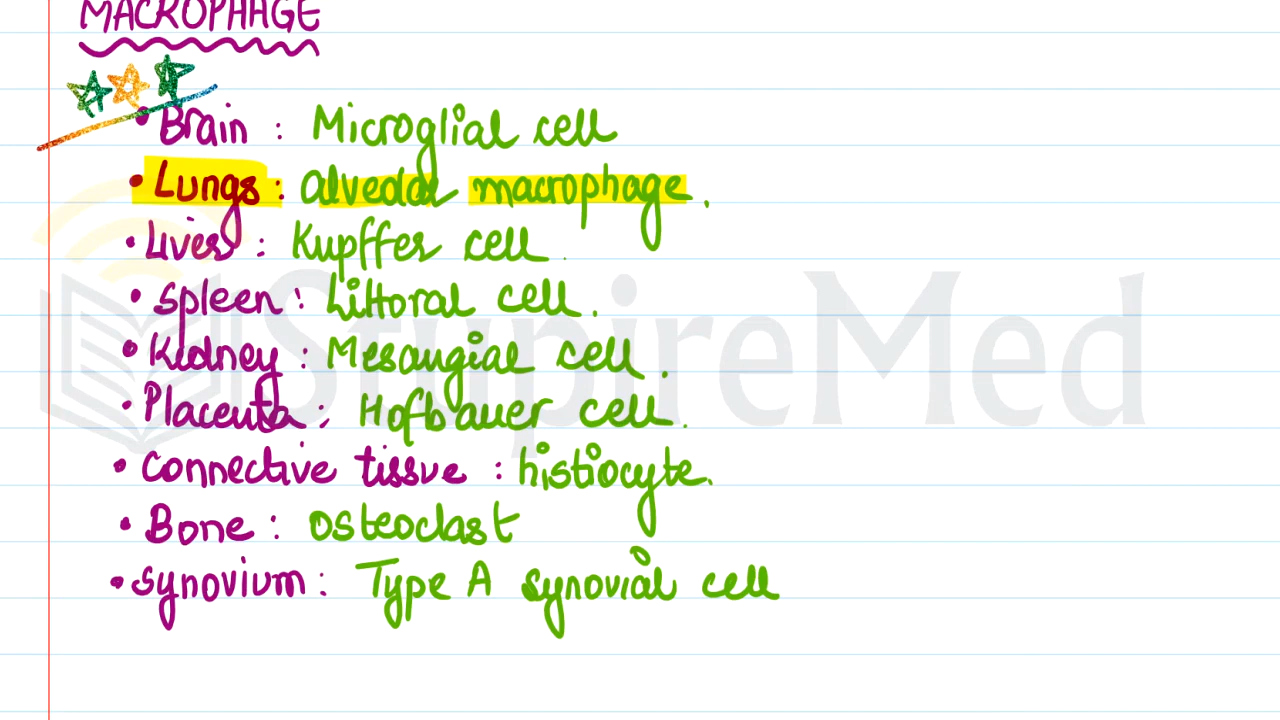 MACROPHAGE
• Brain : Microglial cell
• Lungs : alveolar macrophage.
• Liver : Kupffer cell.
• Spleen : Littoral cell.
• Kidney : Mesangial cell.
• Placenta : Hofbauer cell.
• Connective tissue : histiocyte.
• Bone : Osteoclast
• Synovium : Type A synovial cell
StupireMed